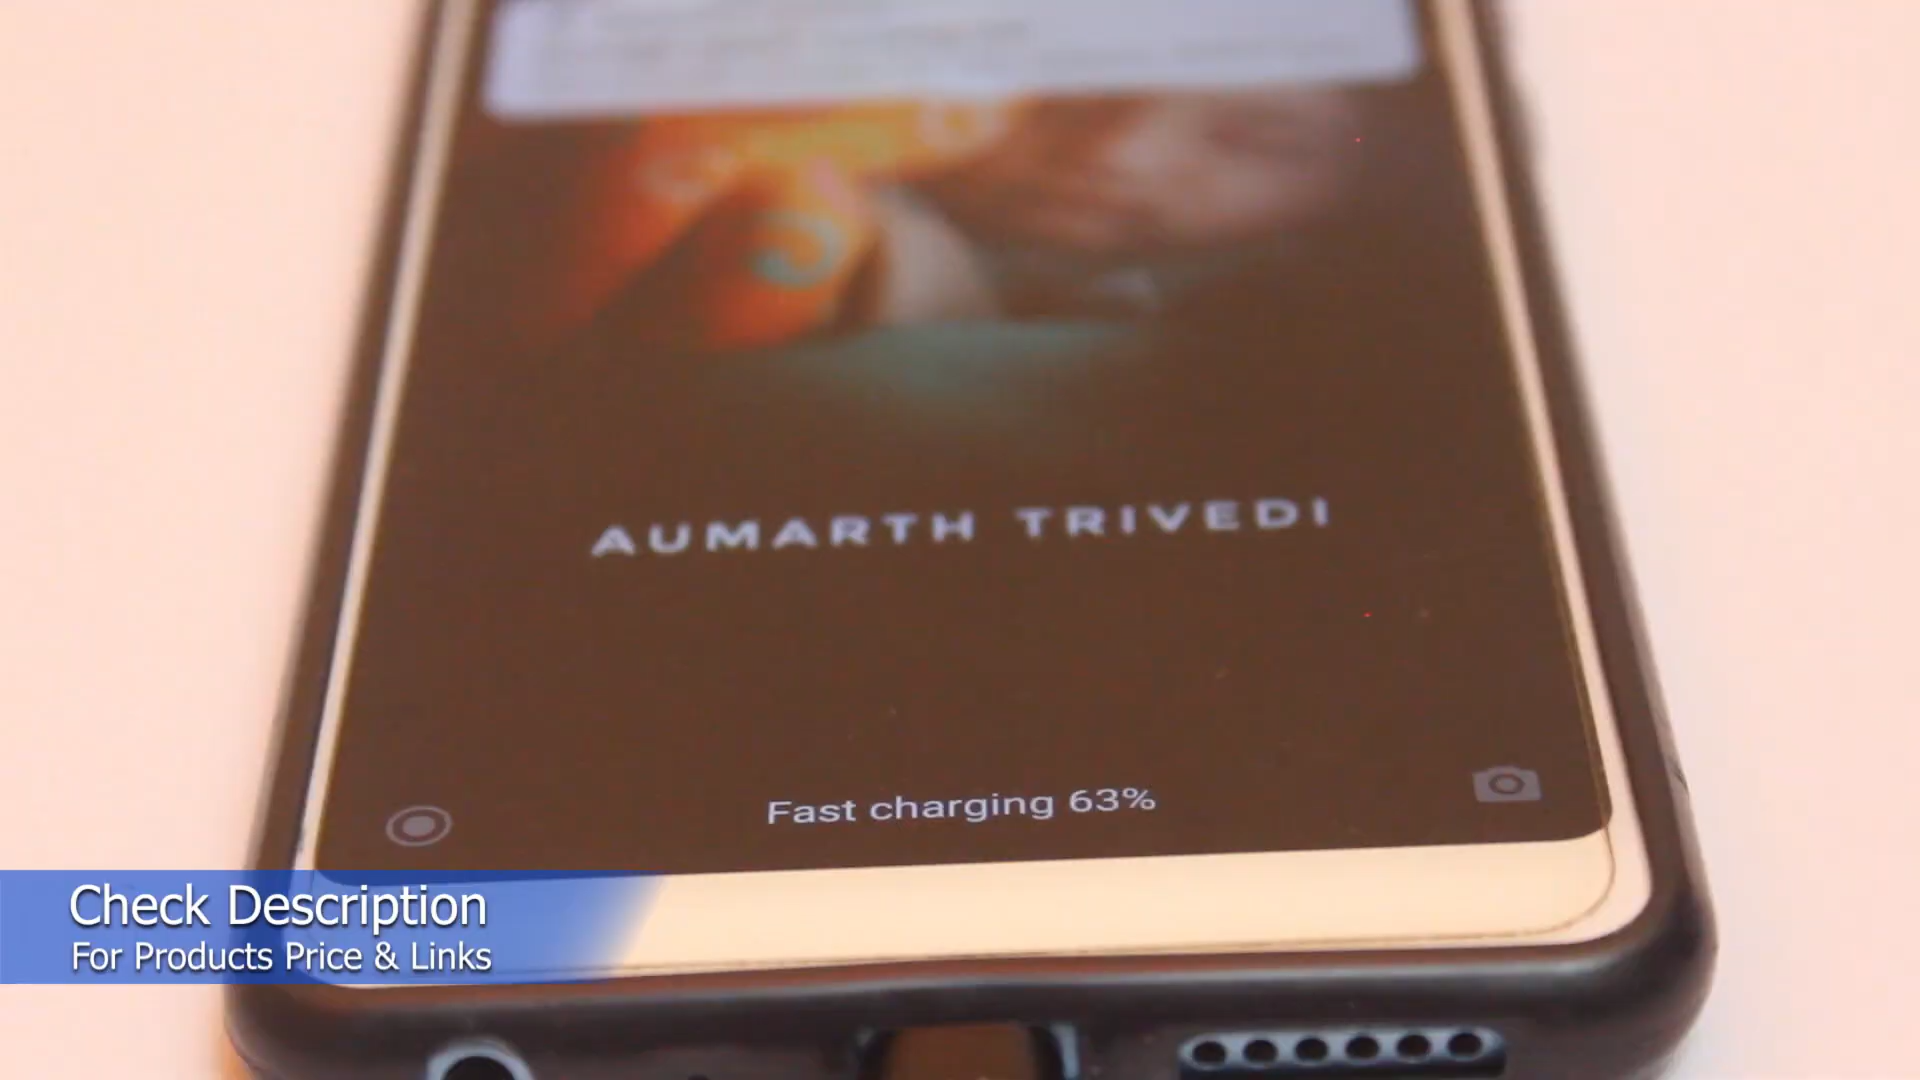 AUMARTH TRIVEDI
Fast charging 63%
Check Description
For Products Price & Links